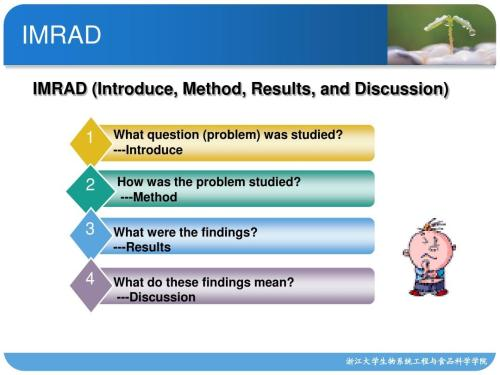 IMRAD
IMRAD (Introduce, Method, Results, and Discussion)
1
What question (problem) was studied?
---Introduce
2
How was the problem studied?
---Method
3
What were the findings?
---Results
4
What do these findings mean?
---Discussion
浙江大学生物系统工程与食品科学学院